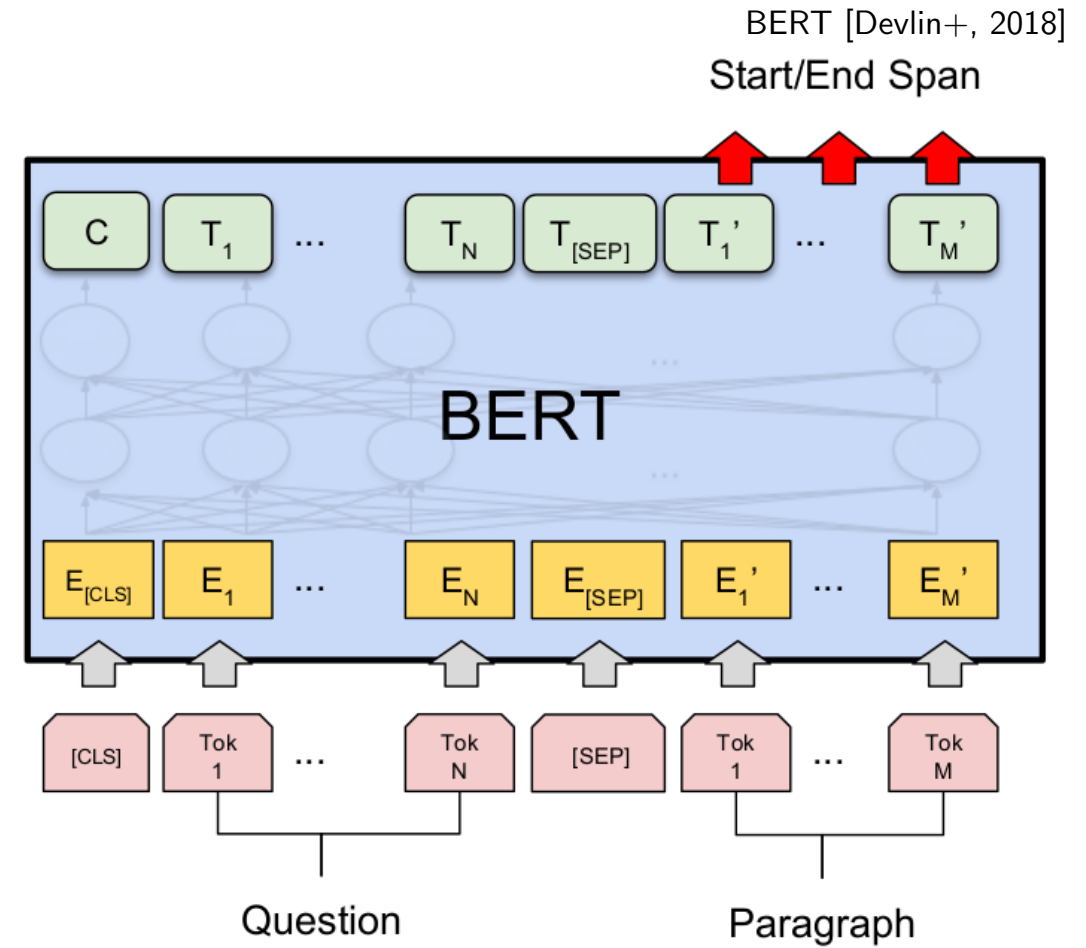 BERT [Devlin+, 2018]
Start/End Span
C T1 ... TN T[SEP] T1’ ... TM’
...
BERT
...
E[CLS] E1 ... EN E[SEP] E1’ ... EM’
[CLS] Tok 1 ... Tok N [SEP] Tok 1 ... Tok M
Question Paragraph